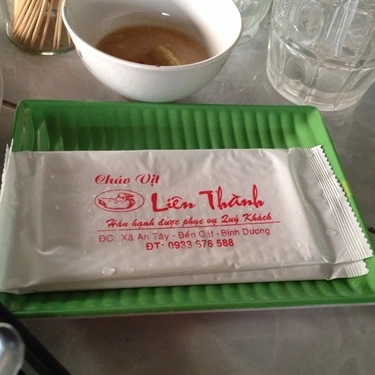 Cháo Vịt
Liên Thành
Hân hạnh được phục vụ Quý Khách
ĐC: Xã An Tây - Bến Cát - Bình Dương
ĐT: 0933 676 588